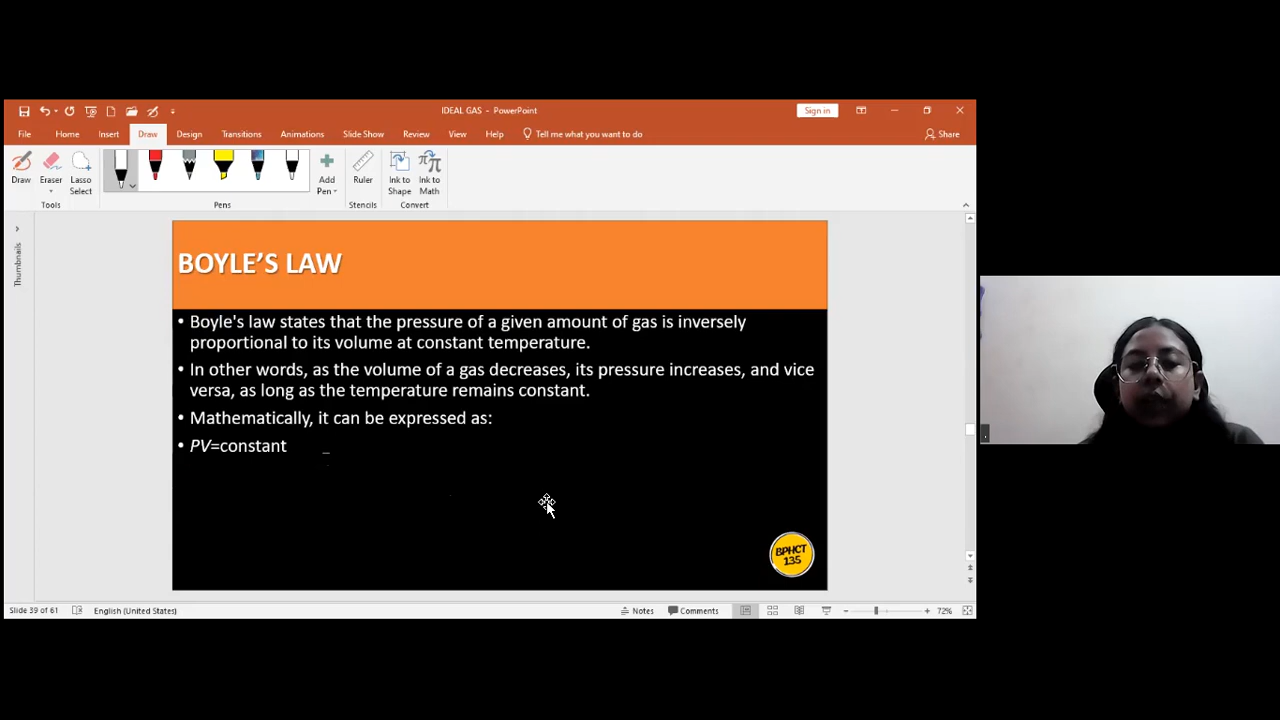 IDEAL GAS - PowerPoint
Sign in
File Home Insert Draw Design Transitions Animations Slide Show Review View Help Tell me what you want to do Share
Draw Eraser Lasso Select Add Pen Ruler Ink to Shape Ink to Math
Tools Pens Stencils Convert
Thumbnails
BOYLE'S LAW
• Boyle's law states that the pressure of a given amount of gas is inversely
proportional to its volume at constant temperature.
• In other words, as the volume of a gas decreases, its pressure increases, and vice
versa, as long as the temperature remains constant.
• Mathematically, it can be expressed as:
• PV=constant
BPHCT
135
Slide 39 of 61 English (United States) Notes Comments 72%